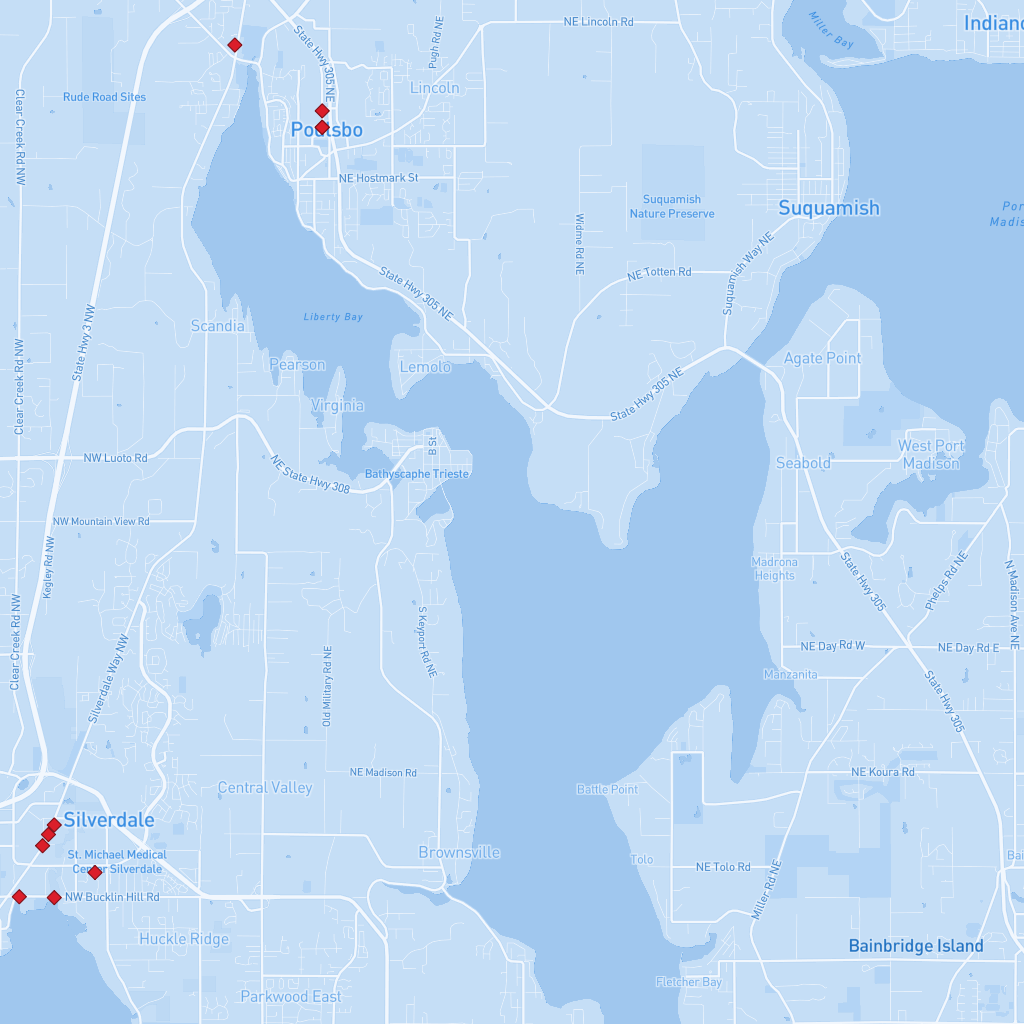 NE Lincoln Rd
Miller Bay
State Hwy 305 NE
Pugh Rd NE
Lincoln
Rude Road Sites
Clear Creek Rd NW
NE Hostmark St
Suquamish
Nature Preserve
Suquamish
Widme Rd NE
Suquamish Way NE
NE Totten Rd
State Hwy 305 NE
Liberty Bay
Scandia
State Hwy 3 NW
Clear Creek Rd NW
Pearson
Lemolo
Agate Point
State Hwy 305 NE
Virginia
B St
West Port
Madison
NW Luoto Rd
NE State Hwy 308
Bathyscaphe Trieste
Seabold
NW Mountain View Rd
Kegley Rd NW
Madrona
Heights
State Hwy 305
Phelps Rd NE
N Madison Ave NE
Clear Creek Rd NW
Silverdale Way NW
Old Military Rd NE
S Keyport Rd NE
NE Day Rd W
NE Day Rd E
Manzanita
State Hwy 305
NE Madison Rd
NE Koura Rd
Central Valley
Battle Point
Silverdale
St. Michael Medical
Center Silverdale
Brownsville
Tolo
NE Tolo Rd
Miller Rd NE
NW Bucklin Hill Rd
Huckle Ridge
Bainbridge Island
Parkwood East
Fletcher Bay